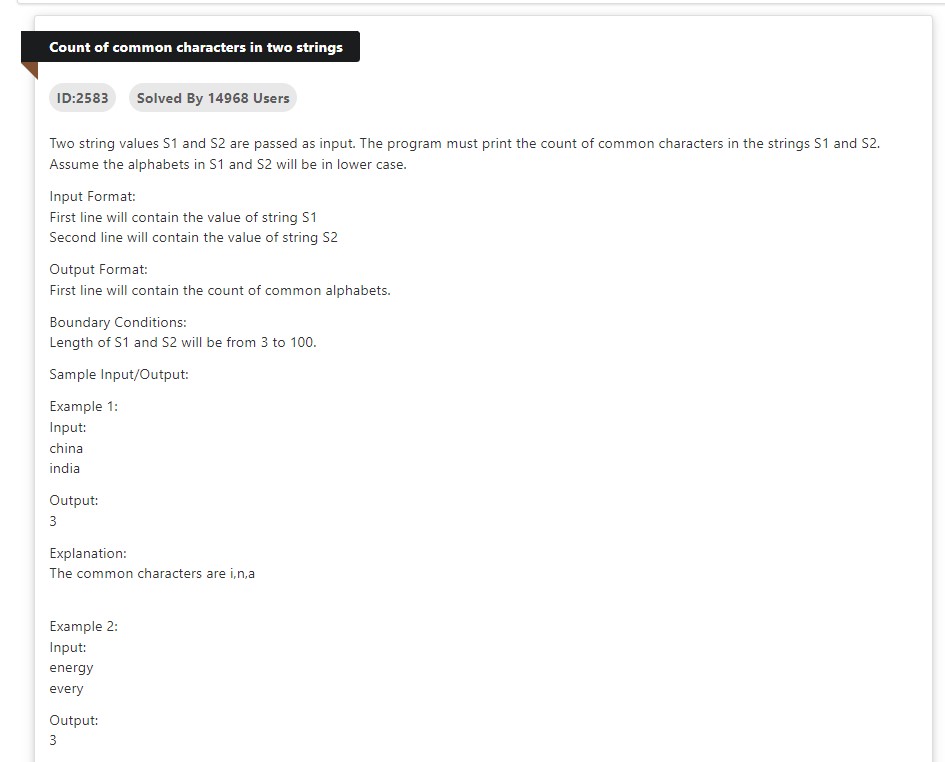 Count of common characters in two strings
ID:2583 Solved By 14968 Users
Two string values S1 and S2 are passed as input. The program must print the count of common characters in the strings S1 and S2.
Assume the alphabets in S1 and S2 will be in lower case.
Input Format:
First line will contain the value of string S1
Second line will contain the value of string S2
Output Format:
First line will contain the count of common alphabets.
Boundary Conditions:
Length of S1 and S2 will be from 3 to 100.
Sample Input/Output:
Example 1:
Input:
china
india
Output:
3
Explanation:
The common characters are i,n,a
Example 2:
Input:
energy
every
Output:
3